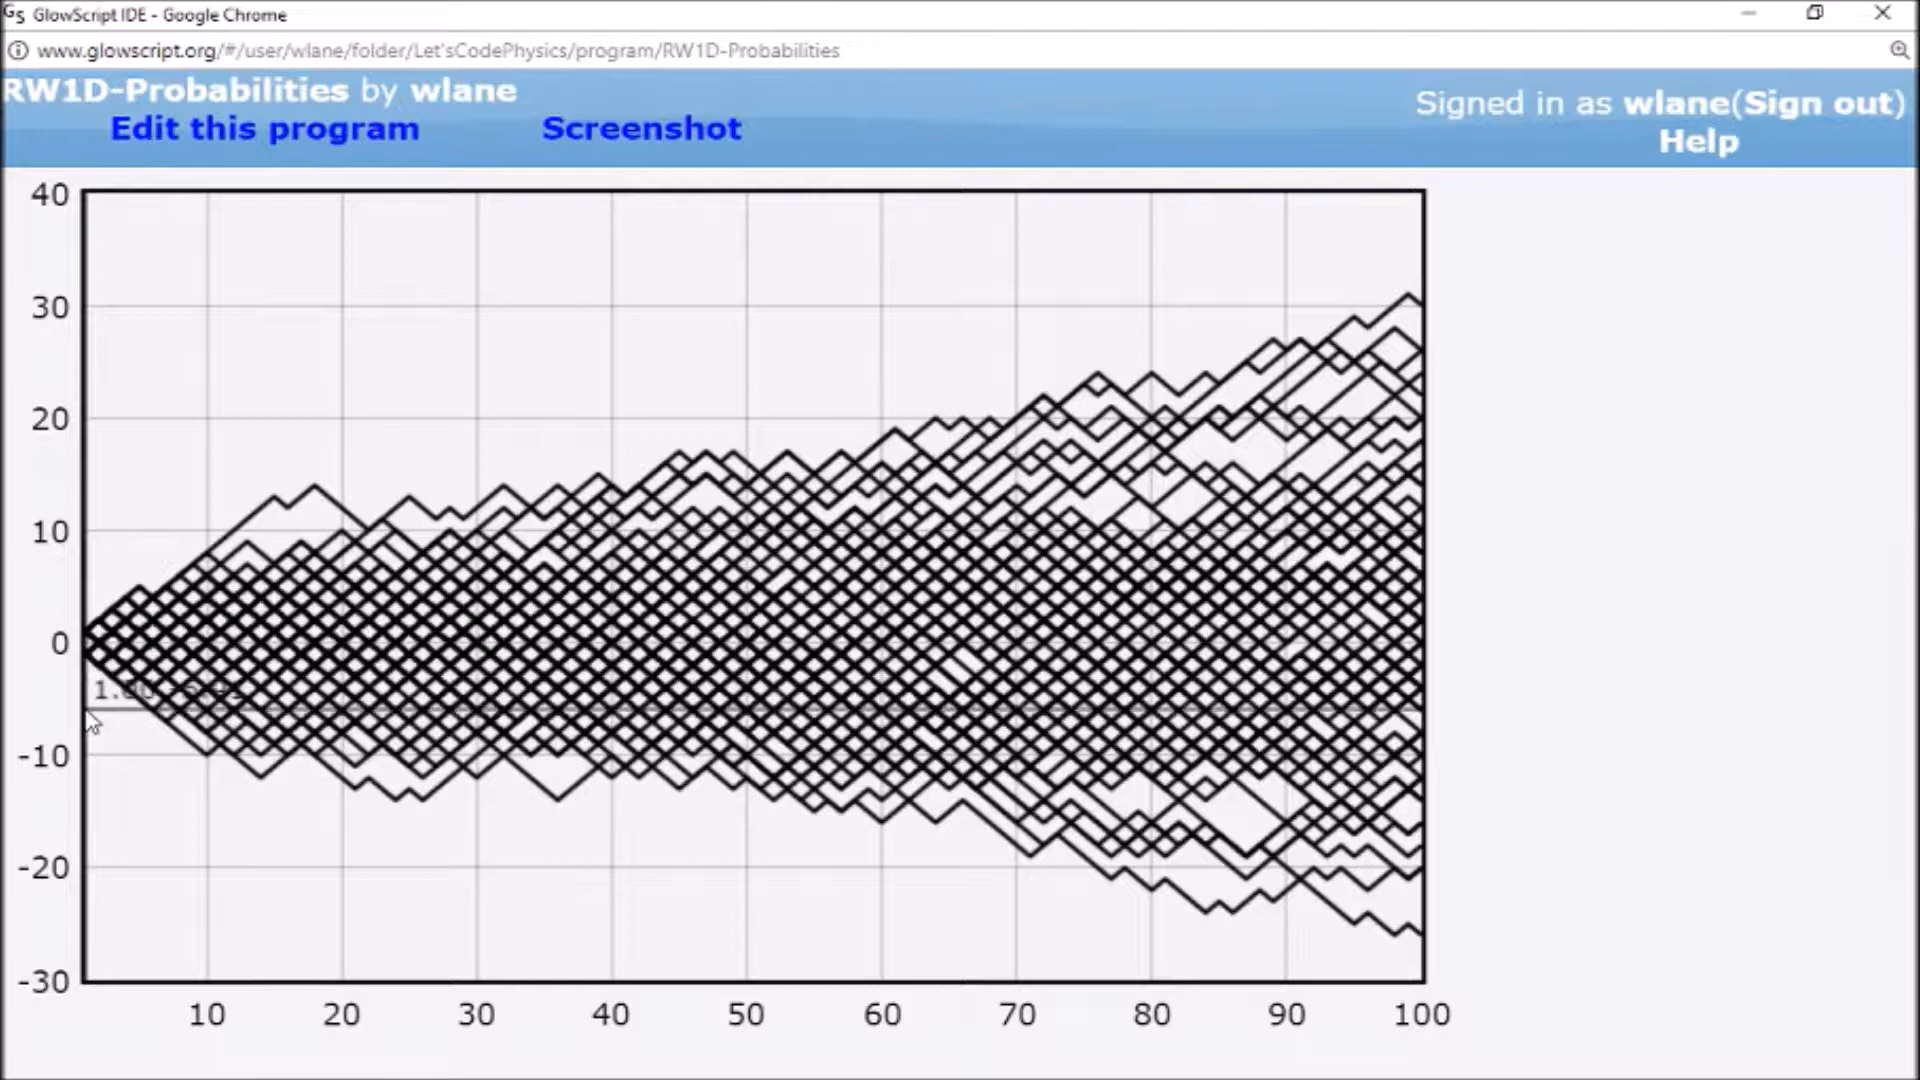 GlowScript IDE - Google Chrome
www.glowscript.org/#/user/wlane/folder/Let'sCodePhysics/program/RW1D-Probabilities
RW1D-Probabilities by wlane
Signed in as wlane(Sign out)
Edit this program
Screenshot
Help
40
30
20
10
0
-10
-20
-30
10 20 30 40 50 60 70 80 90 100